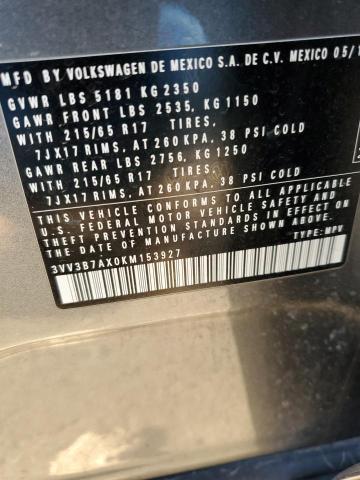 MFD BY VOLKSWAGEN DE MEXICO S.A. DE C.V. MEXICO 05/1
GVWR LBS 5181 KG 2350
GAWR FRONT LBS 2535, KG 1150
WITH 215/65 R17 TIRES,
7JX17 RIMS, AT 260 KPA, 38 PSI COLD
GAWR REAR LBS 2756, KG 1250
WITH 215/65 R17 TIRES,
7JX17 RIMS, AT 260 KPA, 38 PSI COLD
THIS VEHICLE CONFORMS TO ALL APPLICABLE
U.S. FEDERAL MOTOR VEHICLE SAFETY AND
THEFT PREVENTION STANDARDS IN EFFECT ON
THE DATE OF MANUFACTURE SHOWN ABOVE.
3VV3B7AX0KM153927 TYPE: MPV